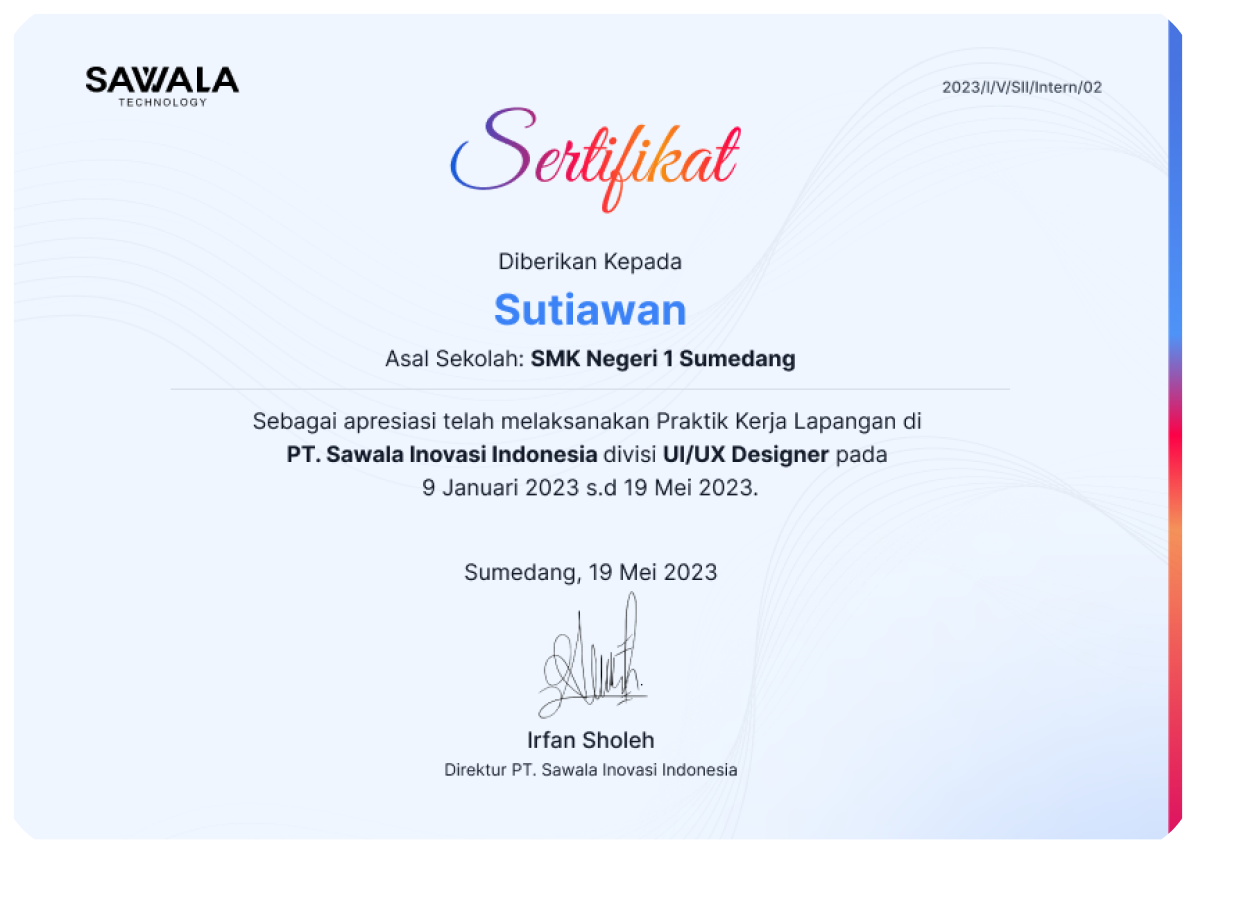 SAWALA
TECHNOLOGY
2023/I/V/SII/Intern/02
Sertifikat
Diberikan Kepada
Sutiawan
Asal Sekolah: SMK Negeri 1 Sumedang
Sebagai apresiasi telah melaksanakan Praktik Kerja Lapangan di
PT. Sawala Inovasi Indonesia divisi UI/UX Designer pada
9 Januari 2023 s.d 19 Mei 2023.
Sumedang, 19 Mei 2023
Irfan Sholeh
Direktur PT. Sawala Inovasi Indonesia